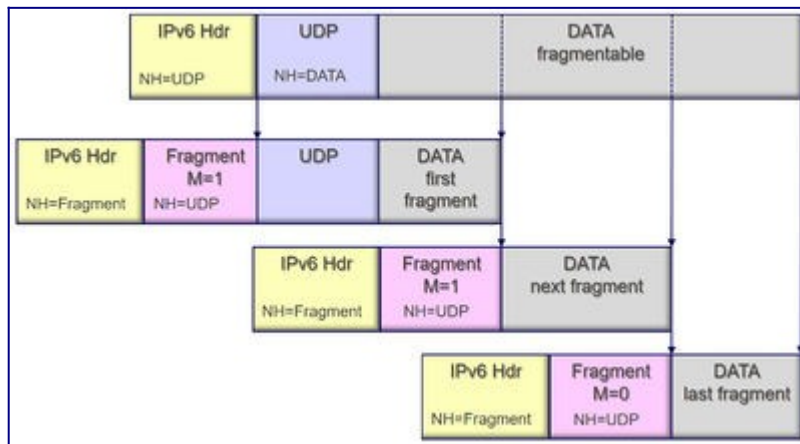 IPv6 Hdr
NH=UDP
UDP
NH=DATA
DATA
fragmentable
IPv6 Hdr
NH=Fragment
Fragment
M=1
NH=UDP
UDP
DATA
first
fragment
IPv6 Hdr
NH=Fragment
Fragment
M=1
NH=UDP
DATA
next fragment
IPv6 Hdr
NH=Fragment
Fragment
M=0
NH=UDP
DATA
last fragment